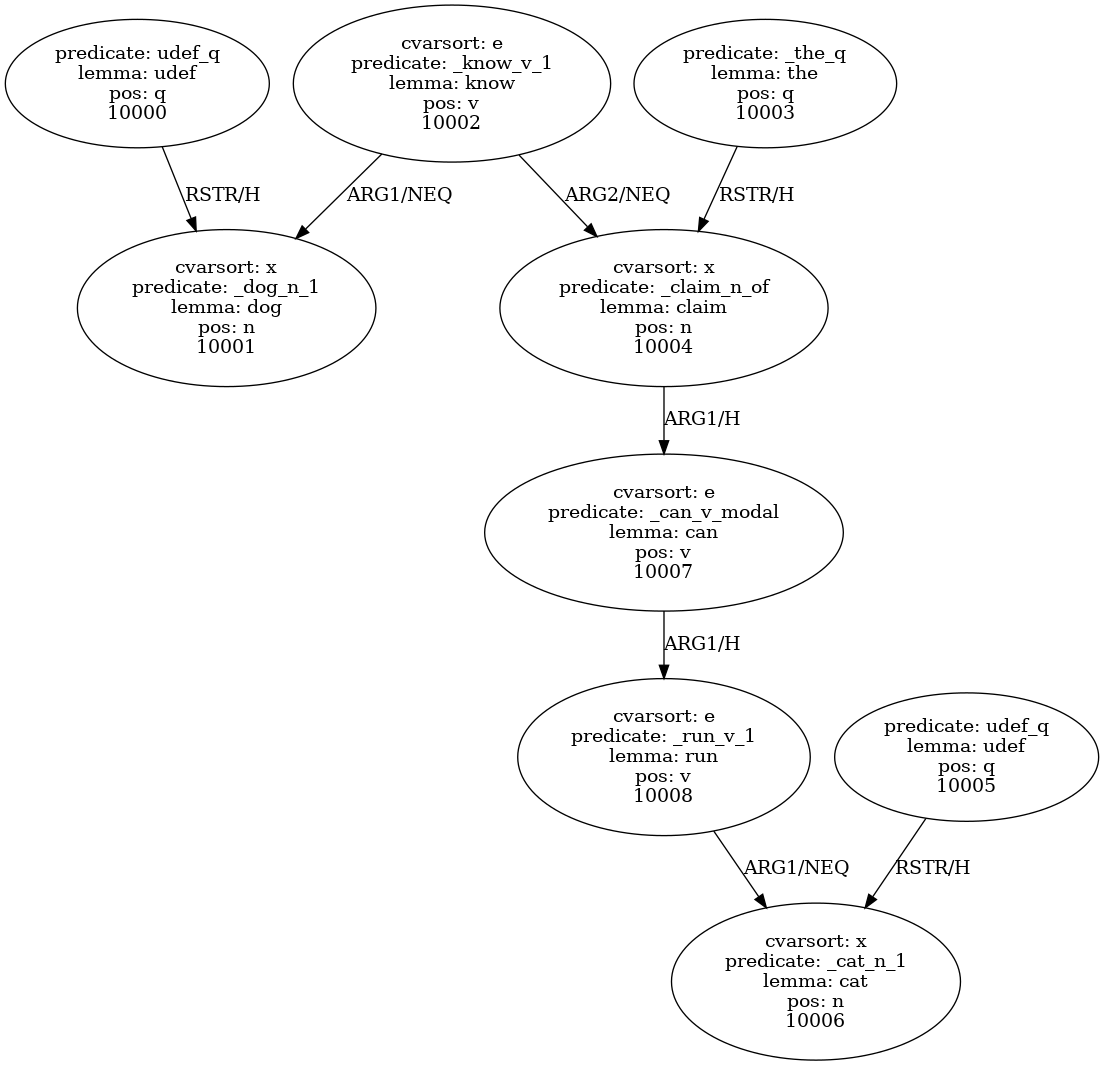 predicate: udef_q
lemma: udef
pos: q
10000
cvarsort: e
predicate: _know_v_1
lemma: know
pos: v
10002
predicate: _the_q
lemma: the
pos: q
10003
RSTR/H
ARG1/NEQ
ARG2/NEQ
RSTR/H
cvarsort: x
predicate: _dog_n_1
lemma: dog
pos: n
10001
cvarsort: x
predicate: _claim_n_of
lemma: claim
pos: n
10004
ARG1/H
cvarsort: e
predicate: _can_v_modal
lemma: can
pos: v
10007
ARG1/H
cvarsort: e
predicate: _run_v_1
lemma: run
pos: v
10008
predicate: udef_q
lemma: udef
pos: q
10005
ARG1/NEQ
RSTR/H
cvarsort: x
predicate: _cat_n_1
lemma: cat
pos: n
10006